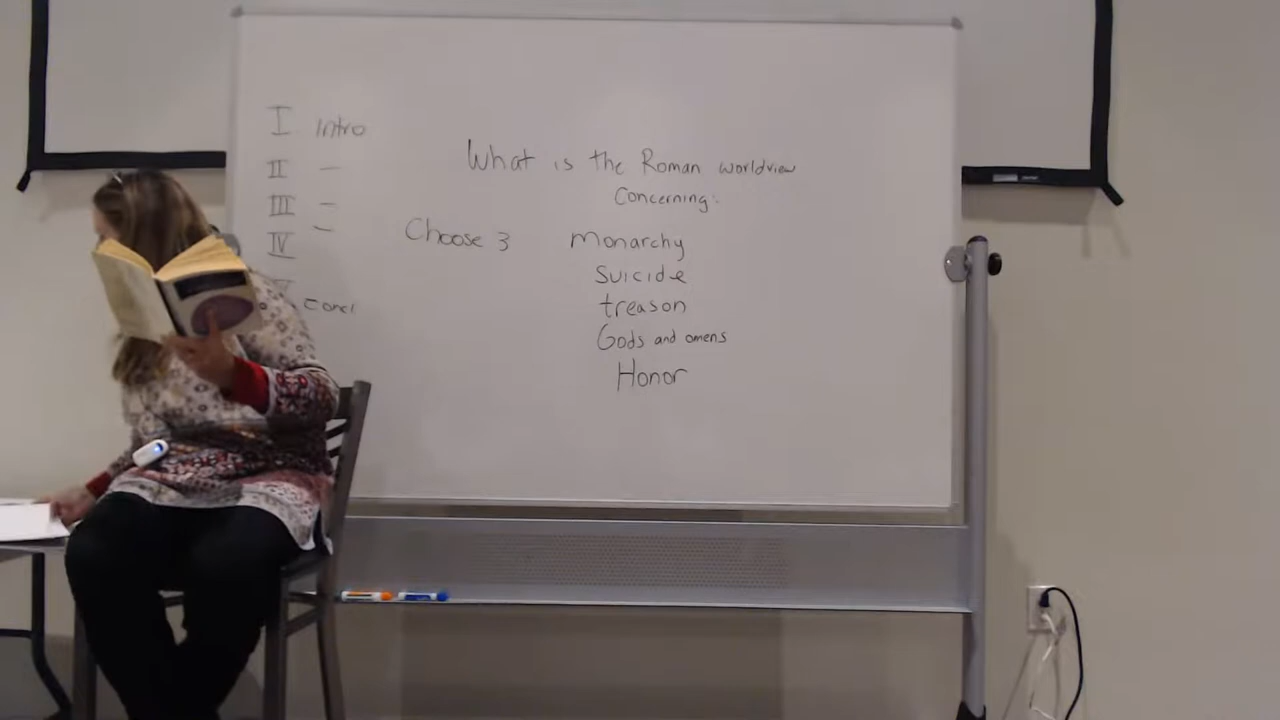 I Intro
II –
III –
IV –
Concl
What is the Roman worldview
Concerning:
Choose 3
Monarchy
Suicide
treason
Gods and omens
Honor